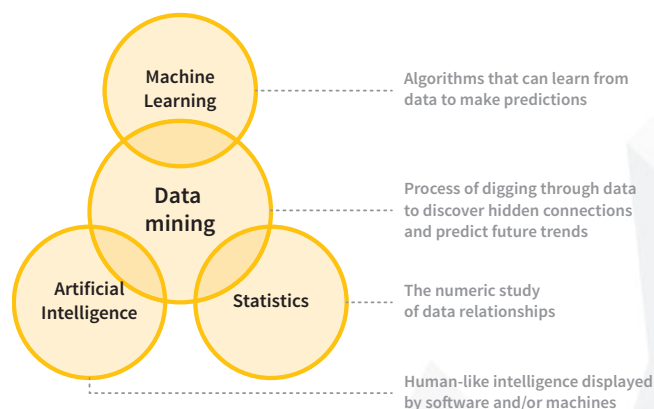 Machine
Learning
Algorithms that can learn from
data to make predictions
Data
mining
Process of digging through data
to discover hidden connections
and predict future trends
Artificial
Intelligence
Statistics
The numeric study
of data relationships
Human-like intelligence displayed
by software and/or machines